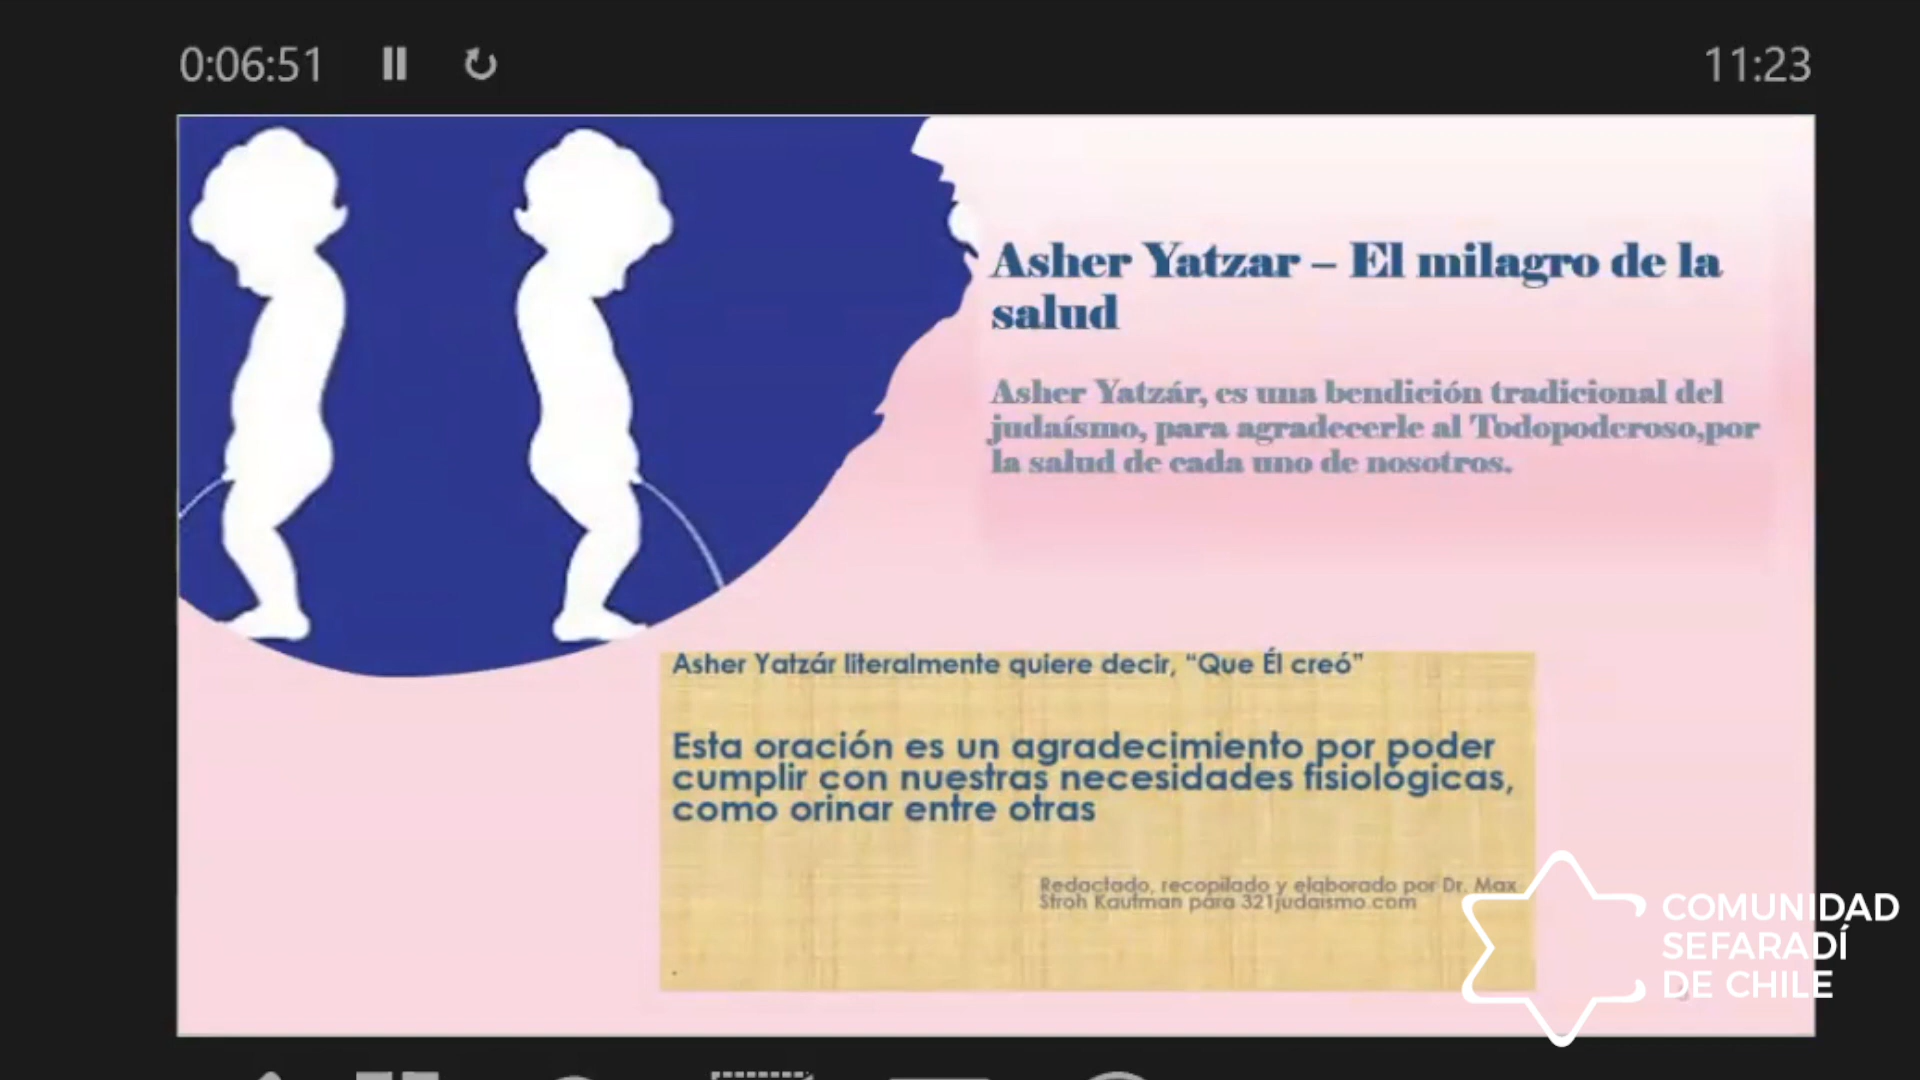 0:06:51
11:23
Asher Yatzar – El milagro de la
salud
Asher Yatzár, es una bendición tradicional del
judaísmo, para agradecerle al Todopoderoso,por
la salud de cada uno de nosotros.
Asher Yatzár literalmente quiere decir, “Que Él creó”
Esta oración es un agradecimiento por poder
cumplir con nuestras necesidades fisiológicas,
como orinar entre otras
Redactado, recopilado y elaborado por Dr. Max
Stroh Kaufman para 321judaismo.com
.
COMUNIDAD
SEFARADÍ
DE CHILE